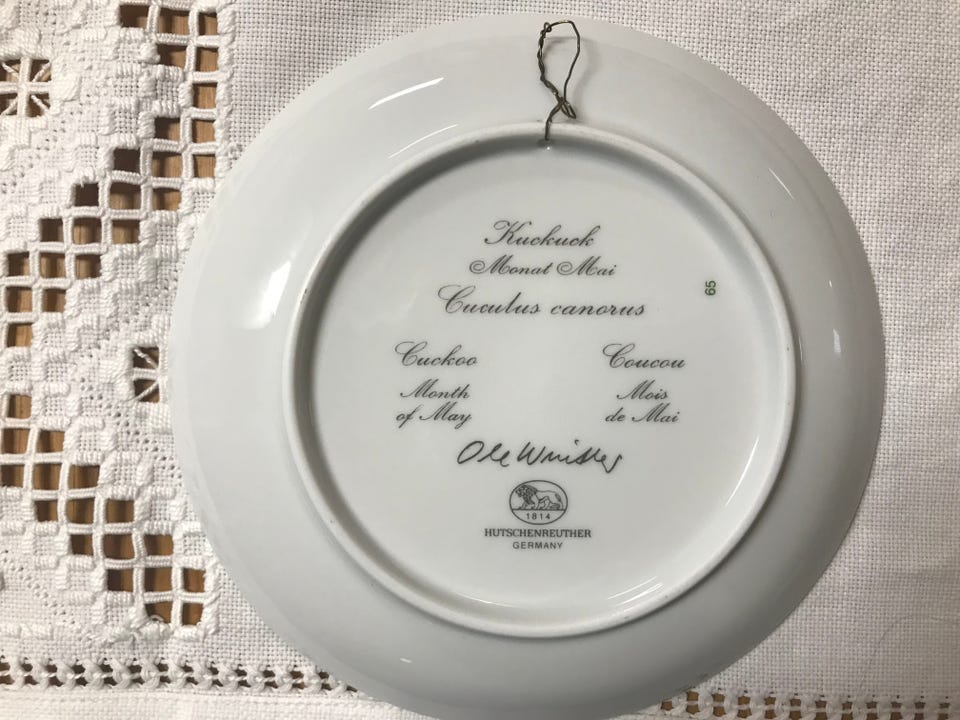 Kuckuck
Monat Mai
Cuculus canorus
65
Cuckoo
Month
of May
Coucou
Mois
de Mai
Ole Winther
1814
HUTSCHENREUTHER
GERMANY